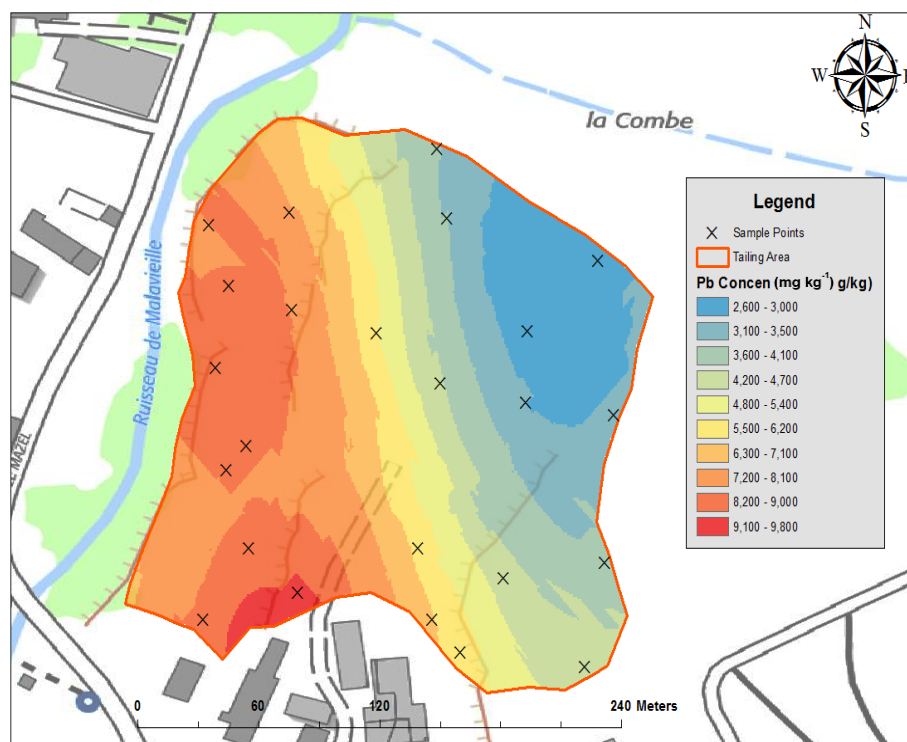 N
W
E
S
la Combe
Ruisseau de Malavieille
MAZEL
Legend
Sample Points
Tailing Area
Pb Concen (mg kg⁻¹) g/kg)
2,600 - 3,000
3,100 - 3,500
3,600 - 4,100
4,200 - 4,700
4,800 - 5,400
5,500 - 6,200
6,300 - 7,100
7,200 - 8,100
8,200 - 9,000
9,100 - 9,800
0 60 120 240 Meters